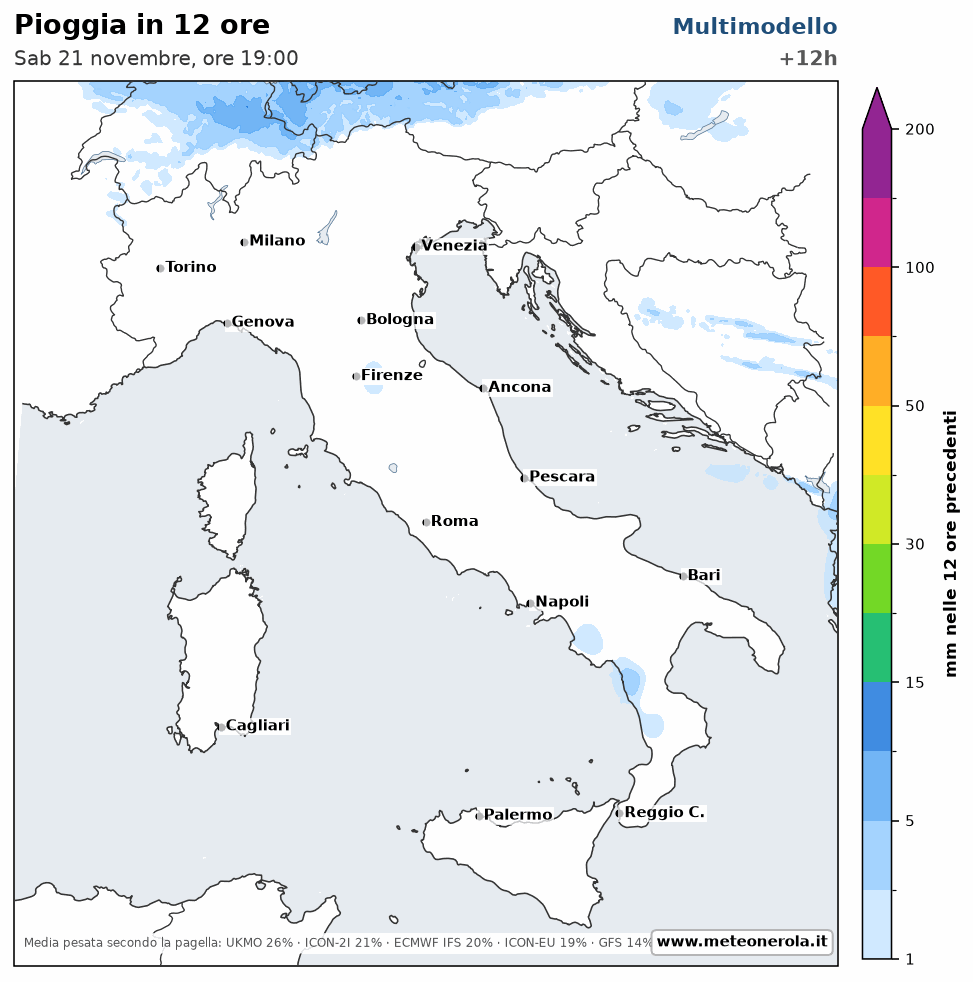 Pioggia in 12 ore
Multimodello
Sab 21 novembre, ore 19:00
+12h
200
100
50
30
15
5
1
mm nelle 12 ore precedenti
Milano
Venezia
Torino
Genova
Bologna
Firenze
Ancona
Pescara
Roma
Bari
Napoli
Cagliari
Palermo
Reggio C.
Media pesata secondo la pagella: UKMO 26% · ICON-2I 21% · ECMWF IFS 20% · ICON-EU 19% · GFS 14%
www.meteonerola.it